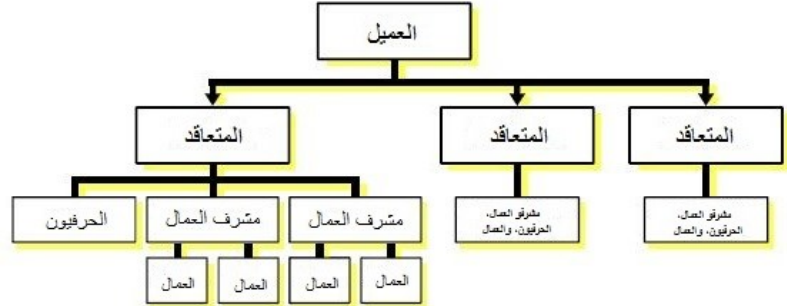 العميل
المتعاقد
المتعاقد
المتعاقد
الحرفيون
مشرف العمال
مشرف العمال
مشرفو العمال،
الحرفيون، والعمال
مشرفو العمال،
الحرفيون، والعمال
العمال
العمال
العمال
العمال